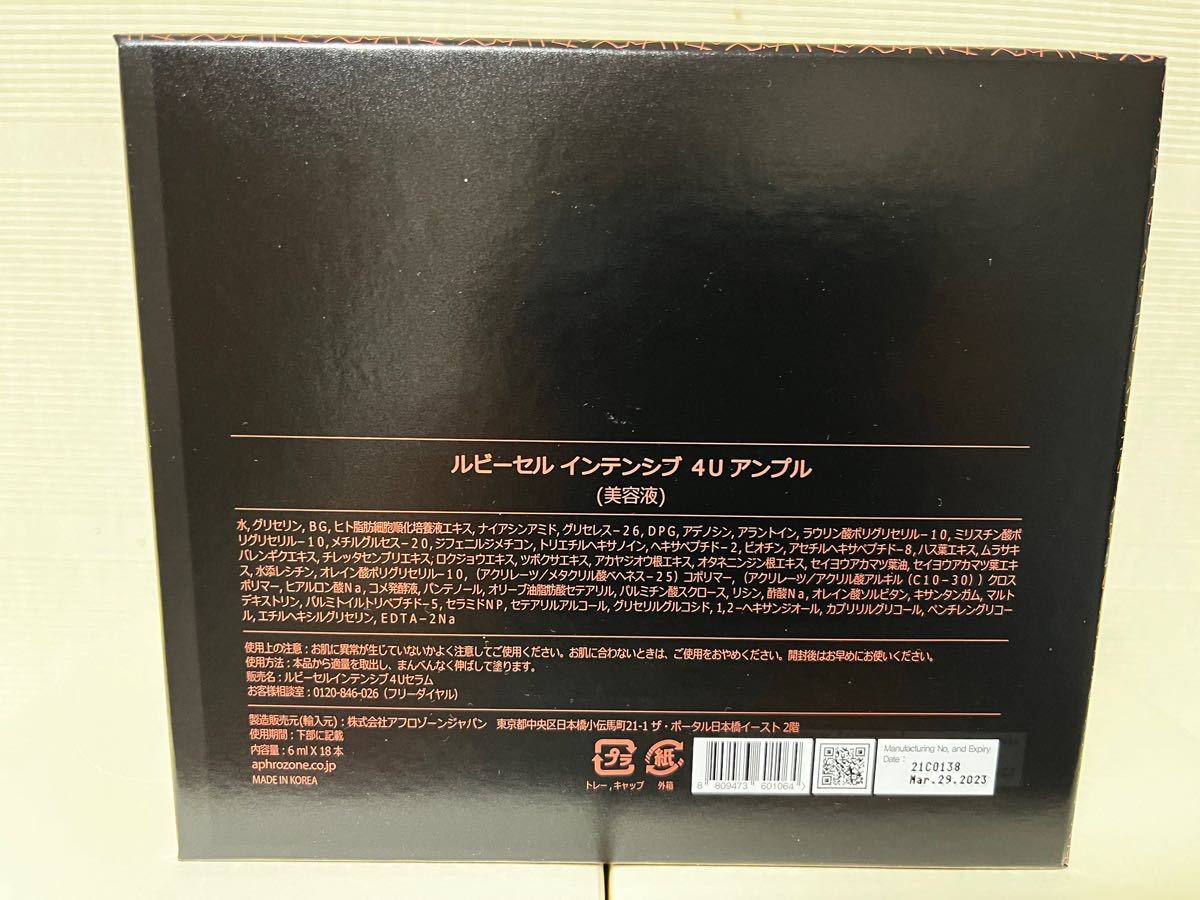 ルビーセル インテンシブ 4U アンプル
(美容液)
水, グリセリン, BG, ヒト脂肪細胞順化培養液エキス, ナイアシンアミド, グリセレス-26, DPG, アデノシン, アラントイン, ラウリン酸ポリグリセリル-10, ミリスチン酸ポ
リグリセリル-10, メチルグルセス-20, ジフェニルジメチコン, トリエチルヘキサノイン, ヘキサペプチド-2, ビオチン, アセチルヘキサペプチド-8, ハス葉エキス, ムラサキ
バレンギクエキス, チレッタセンブリエキス, ロクジョウエキス, ツボクサエキス, アカヤジオウ根エキス, オタネニンジン根エキス, セイヨウアカマツ葉油, セイヨウアカマツ葉エキ
ス, 水添レシチン, オレイン酸ポリグリセリル-10, (アクリレーツ/メタクリル酸ベヘネス-25) コポリマー, (アクリレーツ/アクリル酸アルキル (C10-30)) クロス
ポリマー, ヒアルロン酸Na, コメ発酵液, パンテノール, オリーブ油脂肪酸セテアリル, パルミチン酸スクロース, リシン, 酢酸Na, オレイン酸ソルビタン, キサンタンガム, マルト
デキストリン, パルミトイルトリペプチド-5, セラミドNP, セテアリルアルコール, グリセリルグルコシド, 1,2-ヘキサンジオール, カプリリルグリコール, ペンチレングリコー
ル, エチルヘキシルグリセリン, EDTA-2Na
使用上の注意：お肌に異常が生じていないかよく注意してご使用ください。お肌に合わないときは、ご使用をおやめください。開封後はお早めにお使いください。
使用方法：本品から適量を取出し、まんべんなく伸ばして塗ります。
販売名：ルビーセルインテンシブ4Uセラム
お客様相談室：0120-846-026 (フリーダイヤル)
製造販売元(輸入元)：株式会社アフロゾーンジャパン 東京都中央区日本橋小伝馬町21-1 ザ・ポータル日本橋イースト 2階
使用期間：下部に記載
内容量：6 ml X 18 本
aphrozone.co.jp
MADE IN KOREA
プラ
トレー, キャップ
紙
外箱
8 809473 601064
Manufacturing No, and Expiry
Date : 21C0138
Mar.29.2023